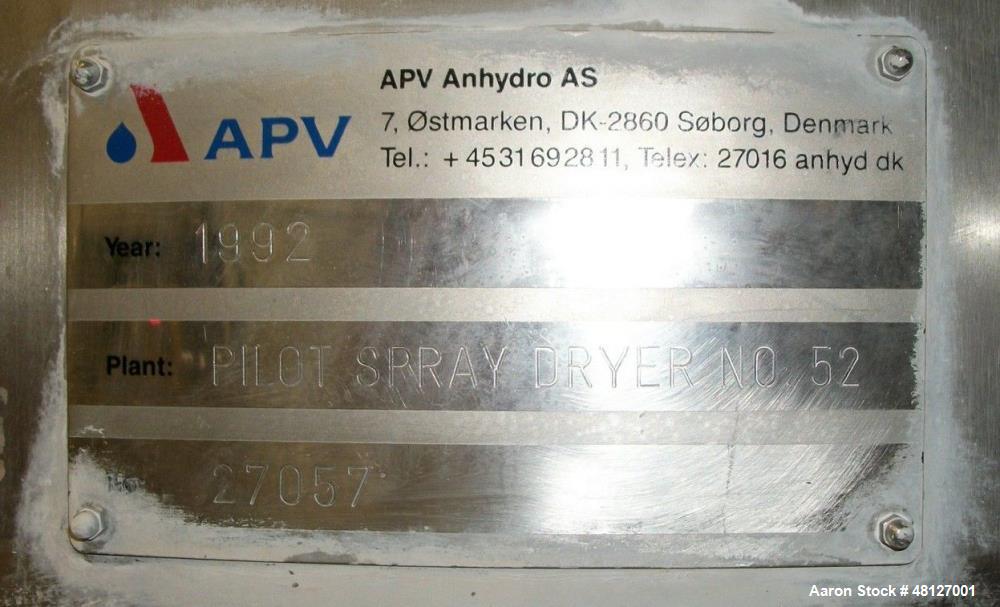 APV
APV Anhydro AS
7, Østmarken, DK-2860 Søborg, Denmark
Tel.: +4531692811, Telex: 27016 anhyd dk
Year: 1992
Plant: PILOT SPRAY DRYER NO. 52
No. 27057
Aaron Stock # 48127001